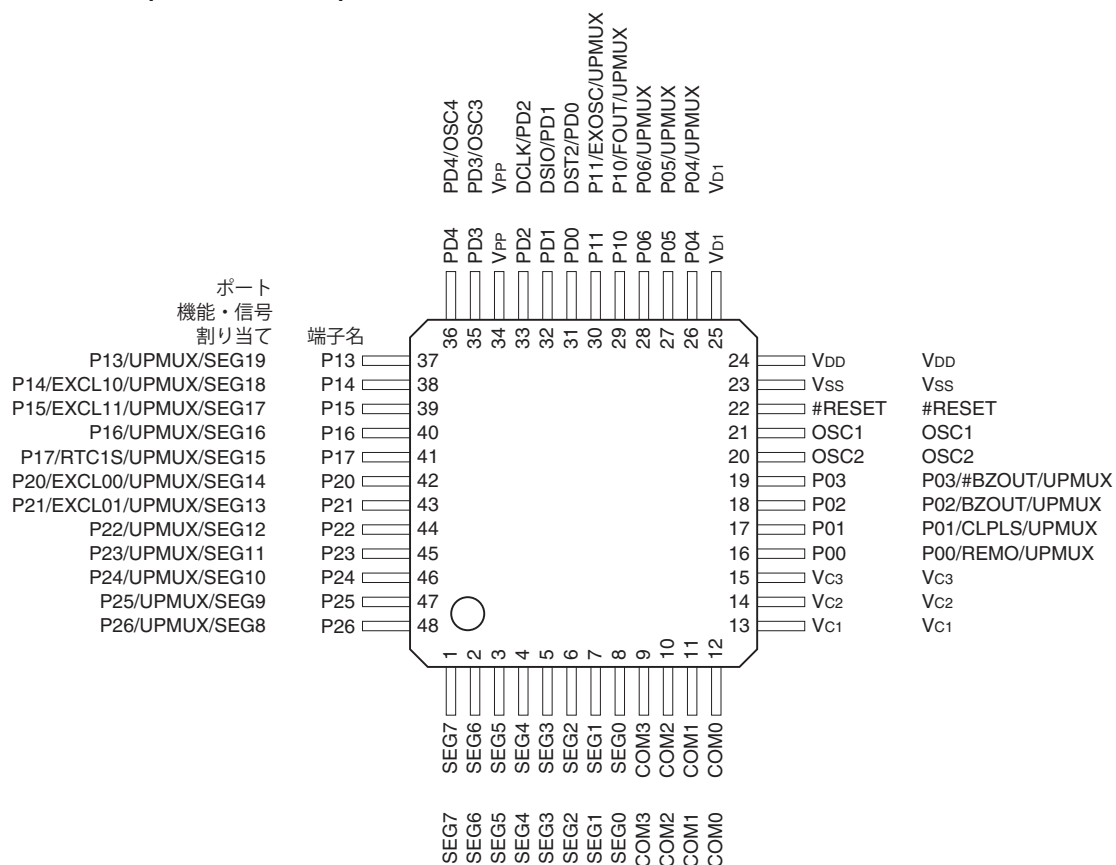 PD4/OSC4
PD3/OSC3
VPP
DCLK/PD2
DSIO/PD1
DST2/PD0
P11/EXOSC/UPMUX
P10/FOUT/UPMUX
P06/UPMUX
P05/UPMUX
P04/UPMUX
VD1
PD4
PD3
VPP
PD2
PD1
PD0
P11
P10
P06
P05
P04
VD1
36
35
34
33
32
31
30
29
28
27
26
25
ポート
機能・信号
割り当て 端子名
P13/UPMUX/SEG19 P13 37
P14/EXCL10/UPMUX/SEG18 P14 38
P15/EXCL11/UPMUX/SEG17 P15 39
P16/UPMUX/SEG16 P16 40
P17/RTC1S/UPMUX/SEG15 P17 41
P20/EXCL00/UPMUX/SEG14 P20 42
P21/EXCL01/UPMUX/SEG13 P21 43
P22/UPMUX/SEG12 P22 44
P23/UPMUX/SEG11 P23 45
P24/UPMUX/SEG10 P24 46
P25/UPMUX/SEG9 P25 47
P26/UPMUX/SEG8 P26 48
24 VDD VDD
23 VSS VSS
22 #RESET #RESET
21 OSC1 OSC1
20 OSC2 OSC2
19 P03 P03/#BZOUT/UPMUX
18 P02 P02/BZOUT/UPMUX
17 P01 P01/CLPLS/UPMUX
16 P00 P00/REMO/UPMUX
15 VC3 VC3
14 VC2 VC2
13 VC1 VC1
1
2
3
4
5
6
7
8
9
10
11
12
SEG7
SEG6
SEG5
SEG4
SEG3
SEG2
SEG1
SEG0
COM3
COM2
COM1
COM0
SEG7
SEG6
SEG5
SEG4
SEG3
SEG2
SEG1
SEG0
COM3
COM2
COM1
COM0